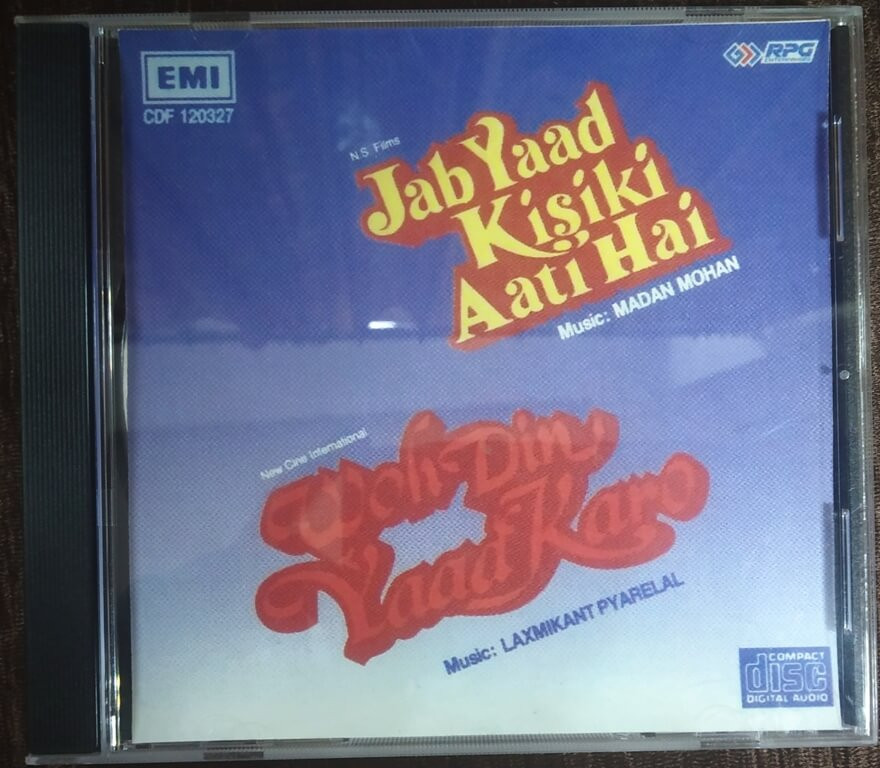 EMI
CDF 120327
RPG
ENTERPRISES
N.S. Films
Jab Yaad
Kisiki
Aati Hai
Music: MADAN MOHAN
New Cine International
Woh Din
Yaad Karo
Music: LAXMIKANT PYARELAL
COMPACT
disc
DIGITAL AUDIO